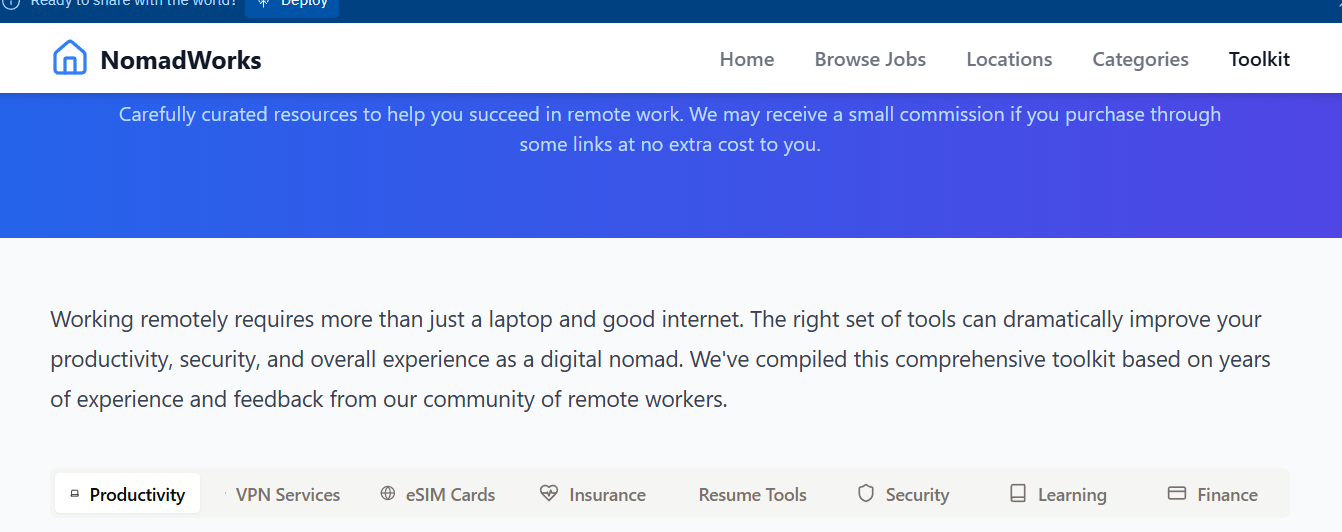 Ready to share with the world? Deploy
NomadWorks Home Browse Jobs Locations Categories Toolkit
Carefully curated resources to help you succeed in remote work. We may receive a small commission if you purchase through
some links at no extra cost to you.
Working remotely requires more than just a laptop and good internet. The right set of tools can dramatically improve your
productivity, security, and overall experience as a digital nomad. We've compiled this comprehensive toolkit based on years
of experience and feedback from our community of remote workers.
Productivity VPN Services eSIM Cards Insurance Resume Tools Security Learning Finance